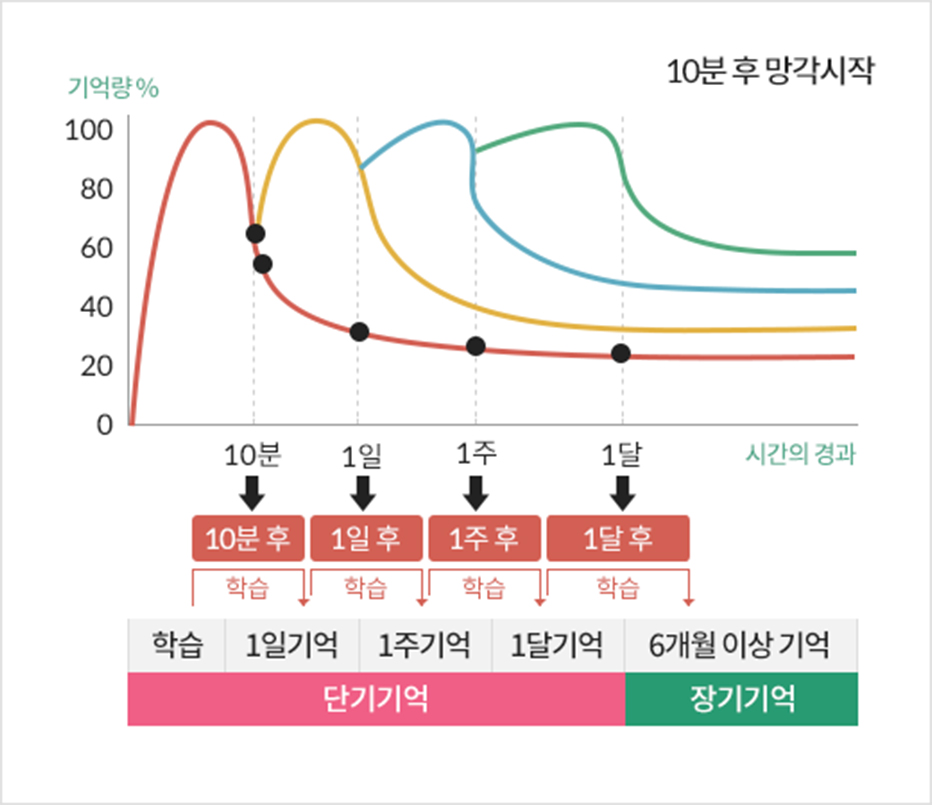 10분 후 망각시작
기억량 %
100
80
60
40
20
0
10분 1일 1주 1달 시간의 경과
10분 후 1일 후 1주 후 1달 후
학습 학습 학습 학습
학습 1일기억 1주기억 1달기억 6개월 이상 기억
단기기억 장기기억